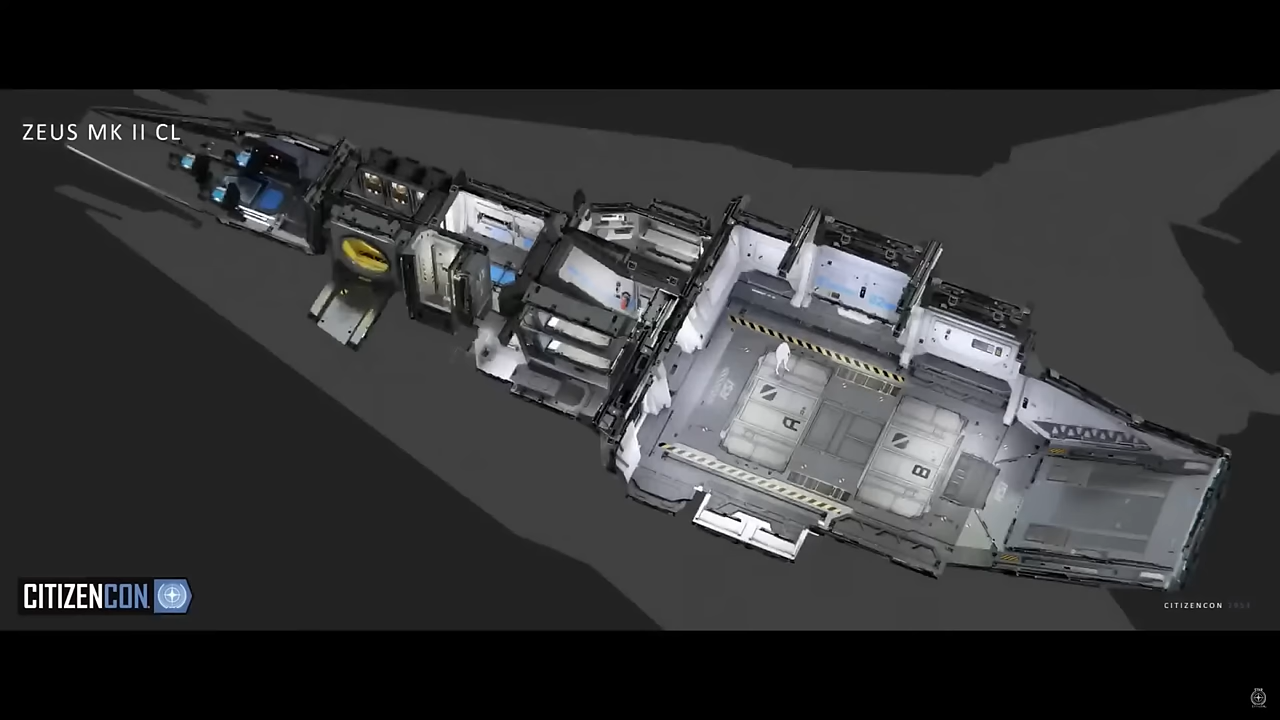 ZEUS MK II CL
A
B
CITIZENCON
CITIZENCON